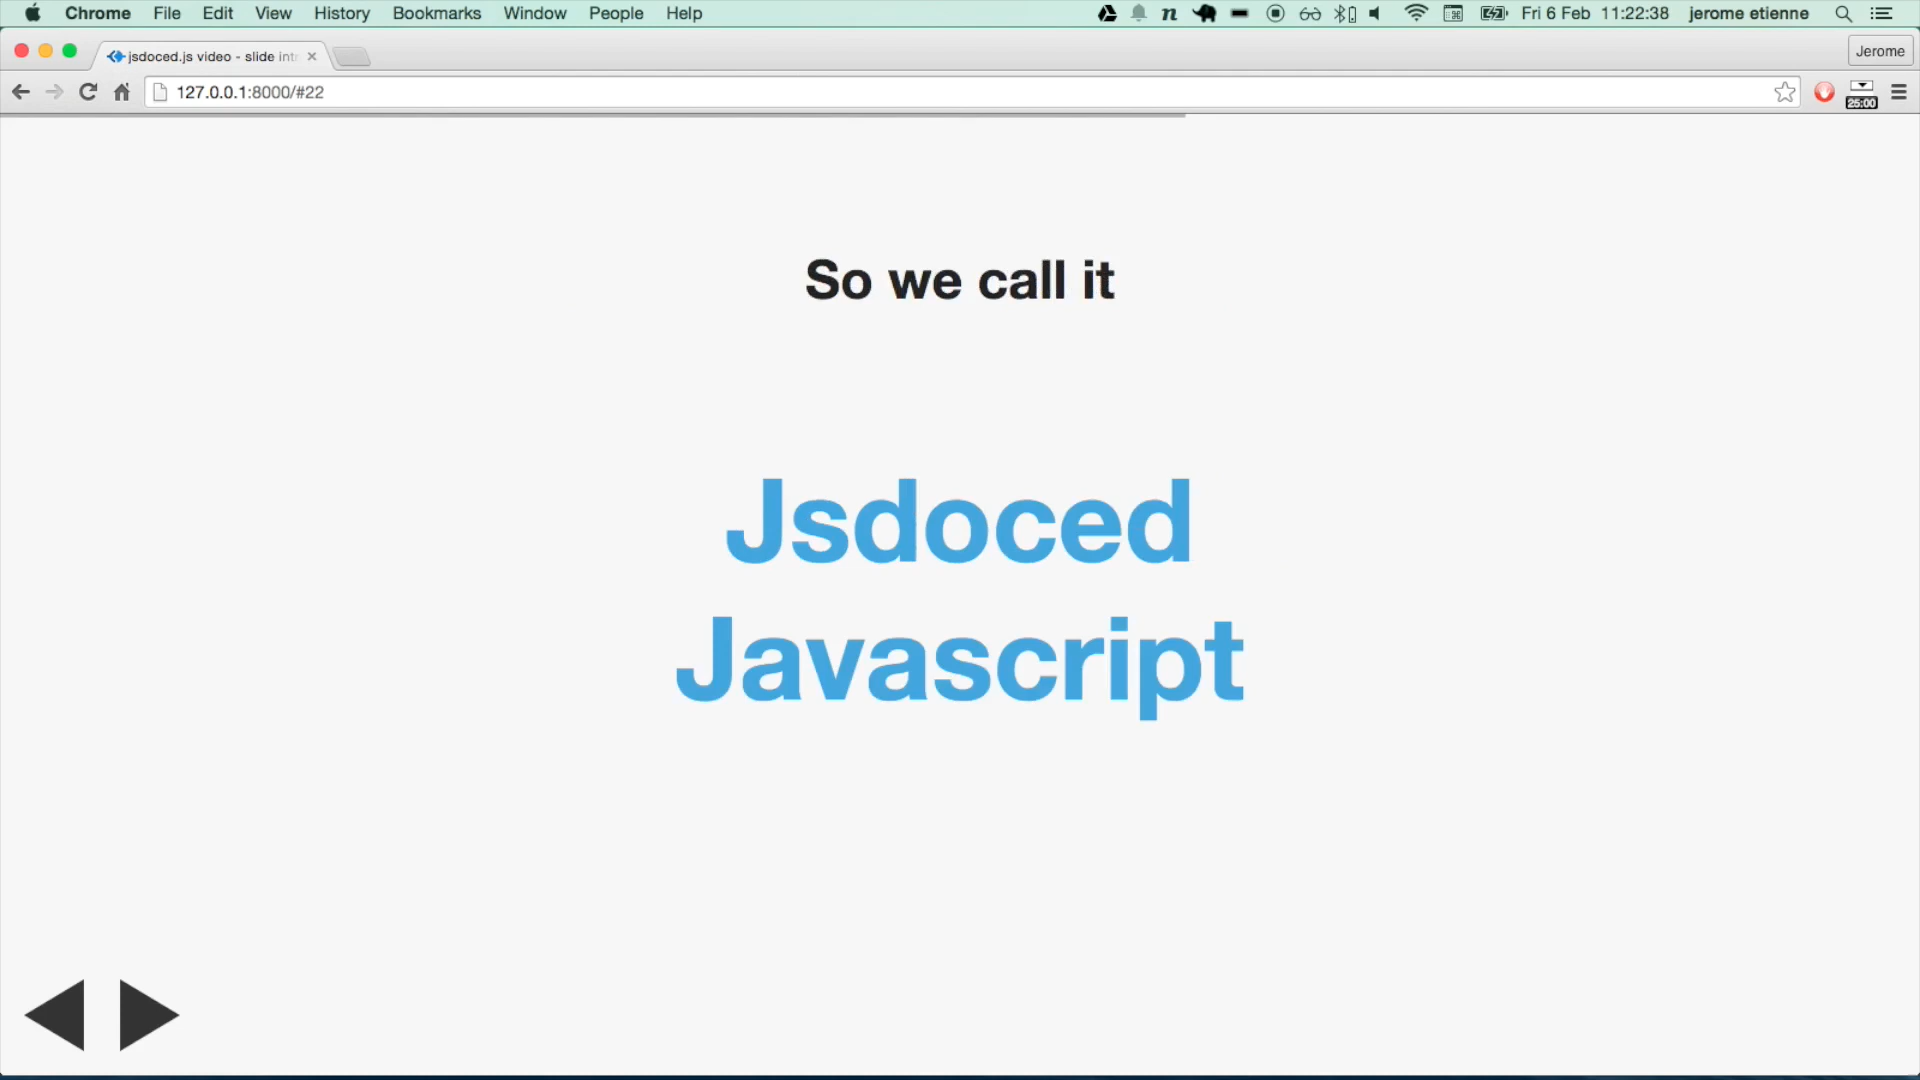 Chrome File Edit View History Bookmarks Window People Help Fri 6 Feb 11:22:38 jerome etienne
jsdoced.js video - slide intr
Jerome
127.0.0.1:8000/#22
25:00
So we call it
Jsdoced
Javascript